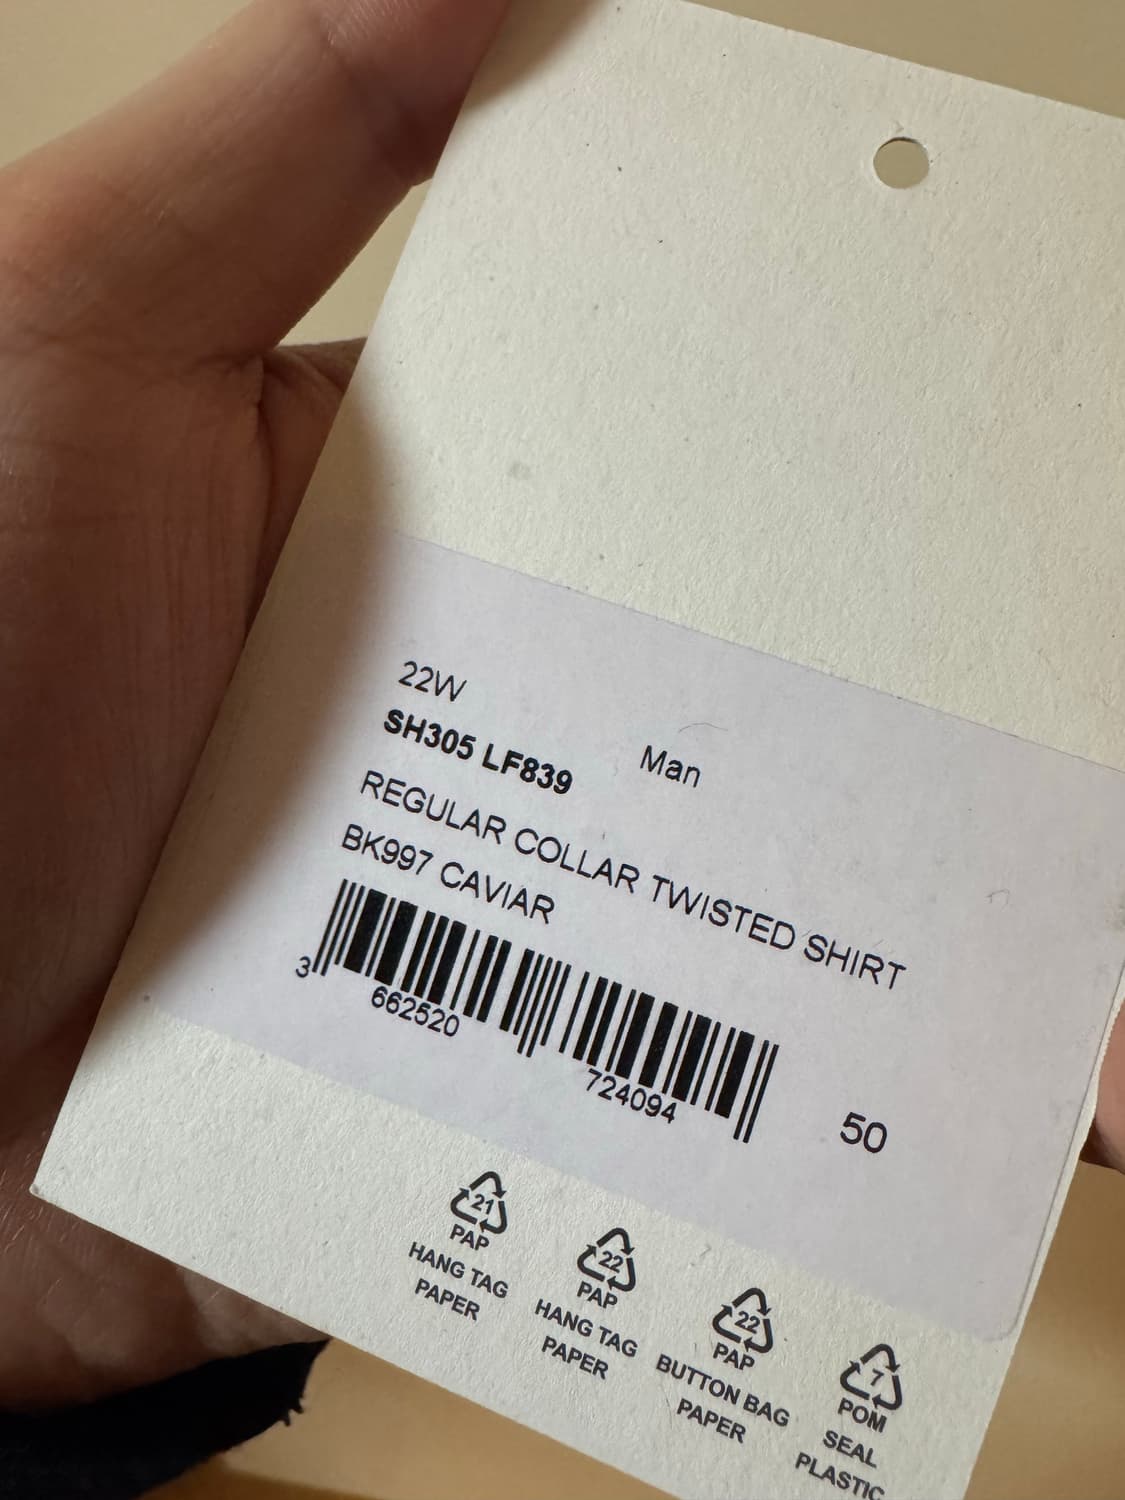 22W
SH305 LF839 Man
REGULAR COLLAR TWISTED SHIRT
BK997 CAVIAR
3 662520 724094 50
21
PAP
HANG TAG
PAPER
22
PAP
HANG TAG
PAPER
22
PAP
BUTTON BAG
PAPER
7
POM
SEAL
PLASTIC